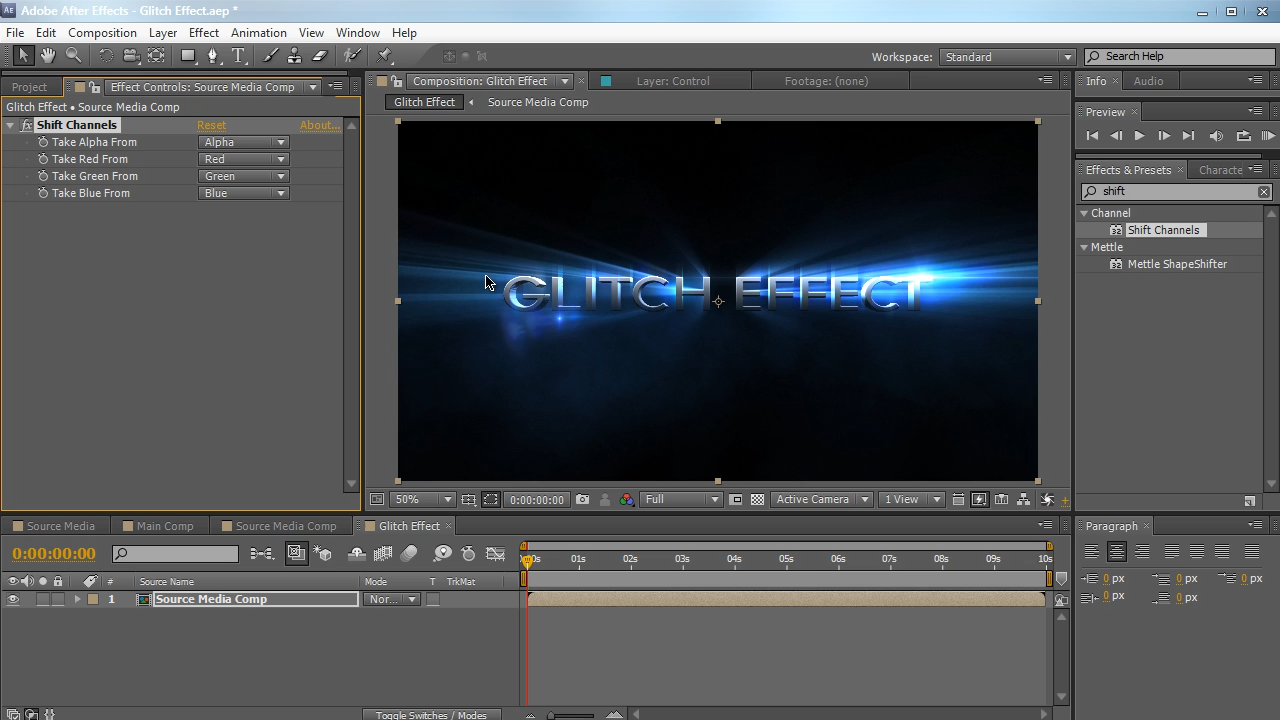 Adobe After Effects - Glitch Effect.aep *
File Edit Composition Layer Effect Animation View Window Help
Workspace: Standard Search Help
Project Effect Controls: Source Media Comp
Glitch Effect • Source Media Comp
fx Shift Channels Reset About...
Take Alpha From Alpha
Take Red From Red
Take Green From Green
Take Blue From Blue
Composition: Glitch Effect Layer: Control Footage: (none)
Glitch Effect Source Media Comp
GLITCH EFFECT
50% 0:00:00:00 Full Active Camera 1 View
Info Audio
Preview
Effects & Presets Characte
shift
Channel
Shift Channels
Mettle
Mettle ShapeShifter
Source Media Main Comp Source Media Comp Glitch Effect
0:00:00:00
# Source Name Mode T TrkMat
1 Source Media Comp Nor...
01s 02s 03s 04s 05s 06s 07s 08s 09s 10s
Toggle Switches / Modes
Paragraph
0 px 0 px 0 px
0 px 0 px